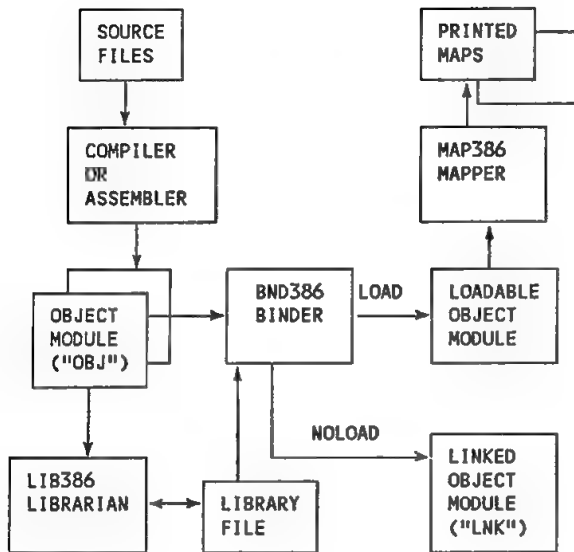 SOURCE
FILES
PRINTED
MAPS
COMPILER
OR
ASSEMBLER
MAP386
MAPPER
OBJECT
MODULE
("OBJ")
BND386
BINDER
LOAD
LOADABLE
OBJECT
MODULE
NOLOAD
LIB386
LIBRARIAN
LIBRARY
FILE
LINKED
OBJECT
MODULE
("LNK")